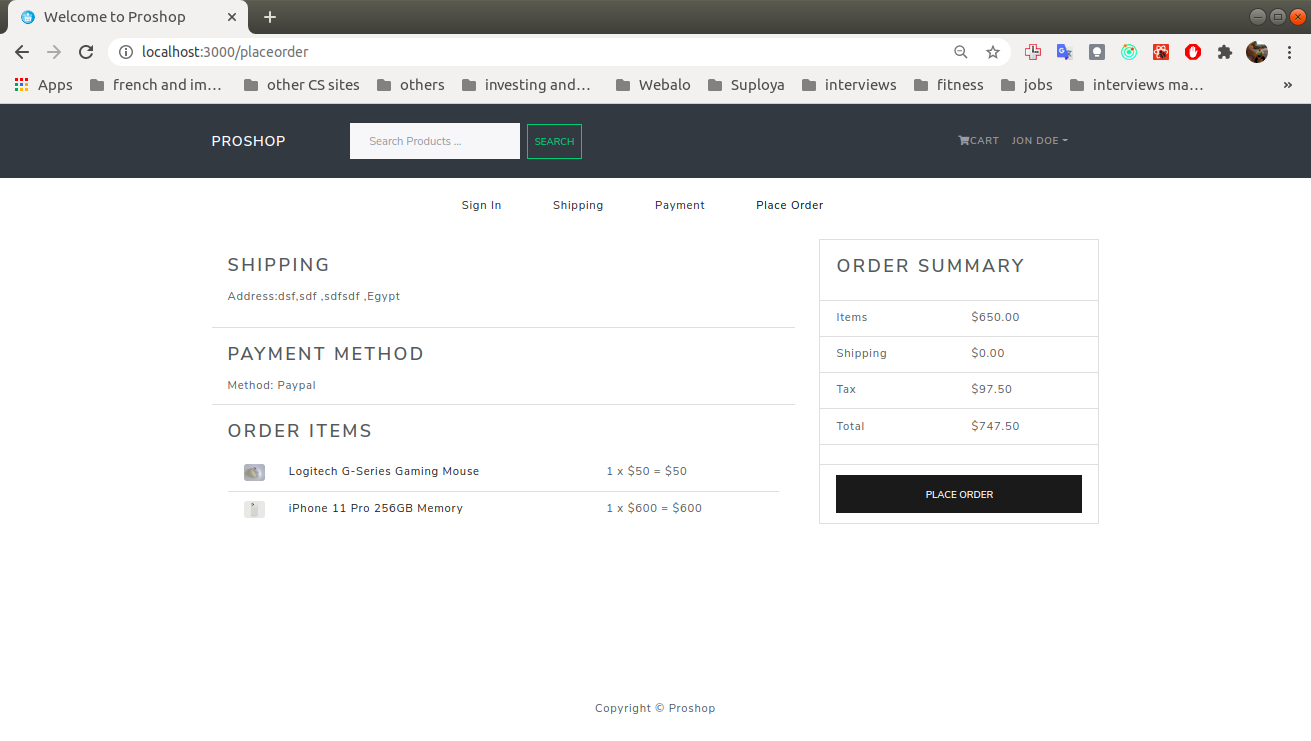 Welcome to Proshop
localhost:3000/placeorder
Apps french and im... other CS sites others investing and... Webalo Suploya interviews fitness jobs interviews ma... »
PROSHOP Search Products ... SEARCH CART JON DOE
Sign In Shipping Payment Place Order
SHIPPING
Address:dsf,sdf ,sdfsdf ,Egypt
PAYMENT METHOD
Method: Paypal
ORDER ITEMS
Logitech G-Series Gaming Mouse 1 x $50 = $50
iPhone 11 Pro 256GB Memory 1 x $600 = $600
ORDER SUMMARY
Items $650.00
Shipping $0.00
Tax $97.50
Total $747.50
PLACE ORDER
Copyright © Proshop